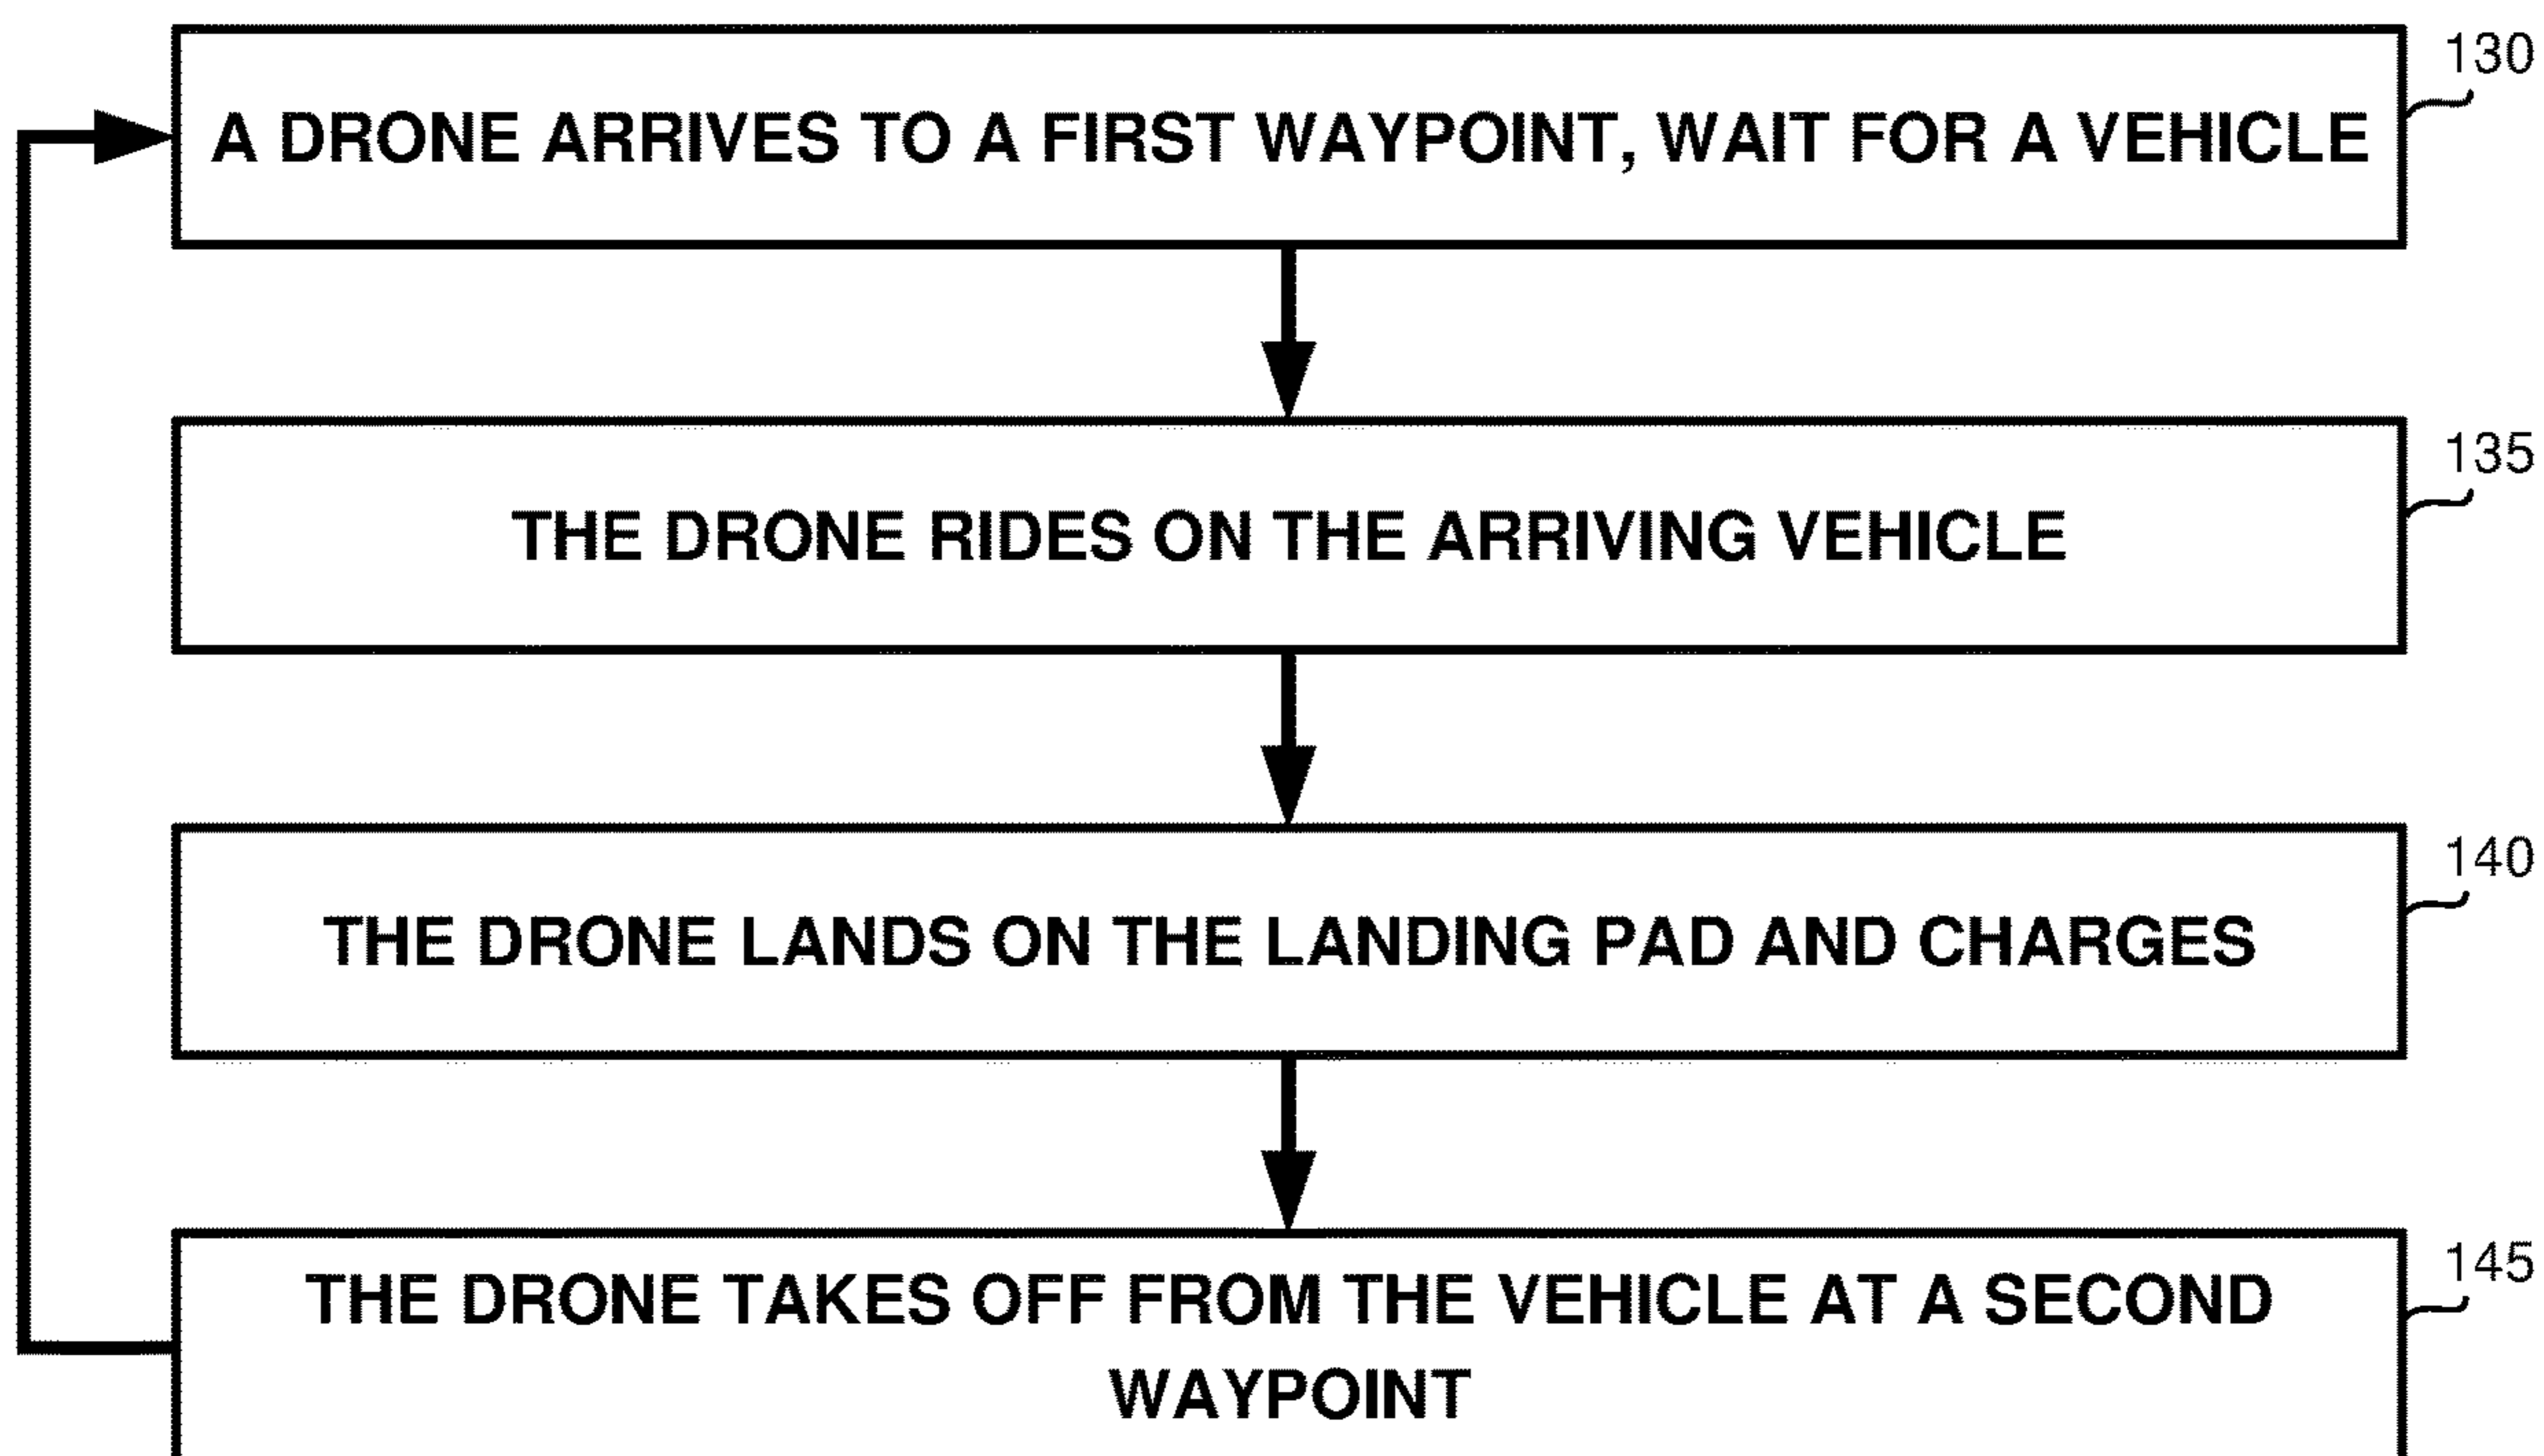 130
A DRONE ARRIVES TO A FIRST WAYPOINT, WAIT FOR A VEHICLE
135
THE DRONE RIDES ON THE ARRIVING VEHICLE
140
THE DRONE LANDS ON THE LANDING PAD AND CHARGES
145
THE DRONE TAKES OFF FROM THE VEHICLE AT A SECOND
WAYPOINT